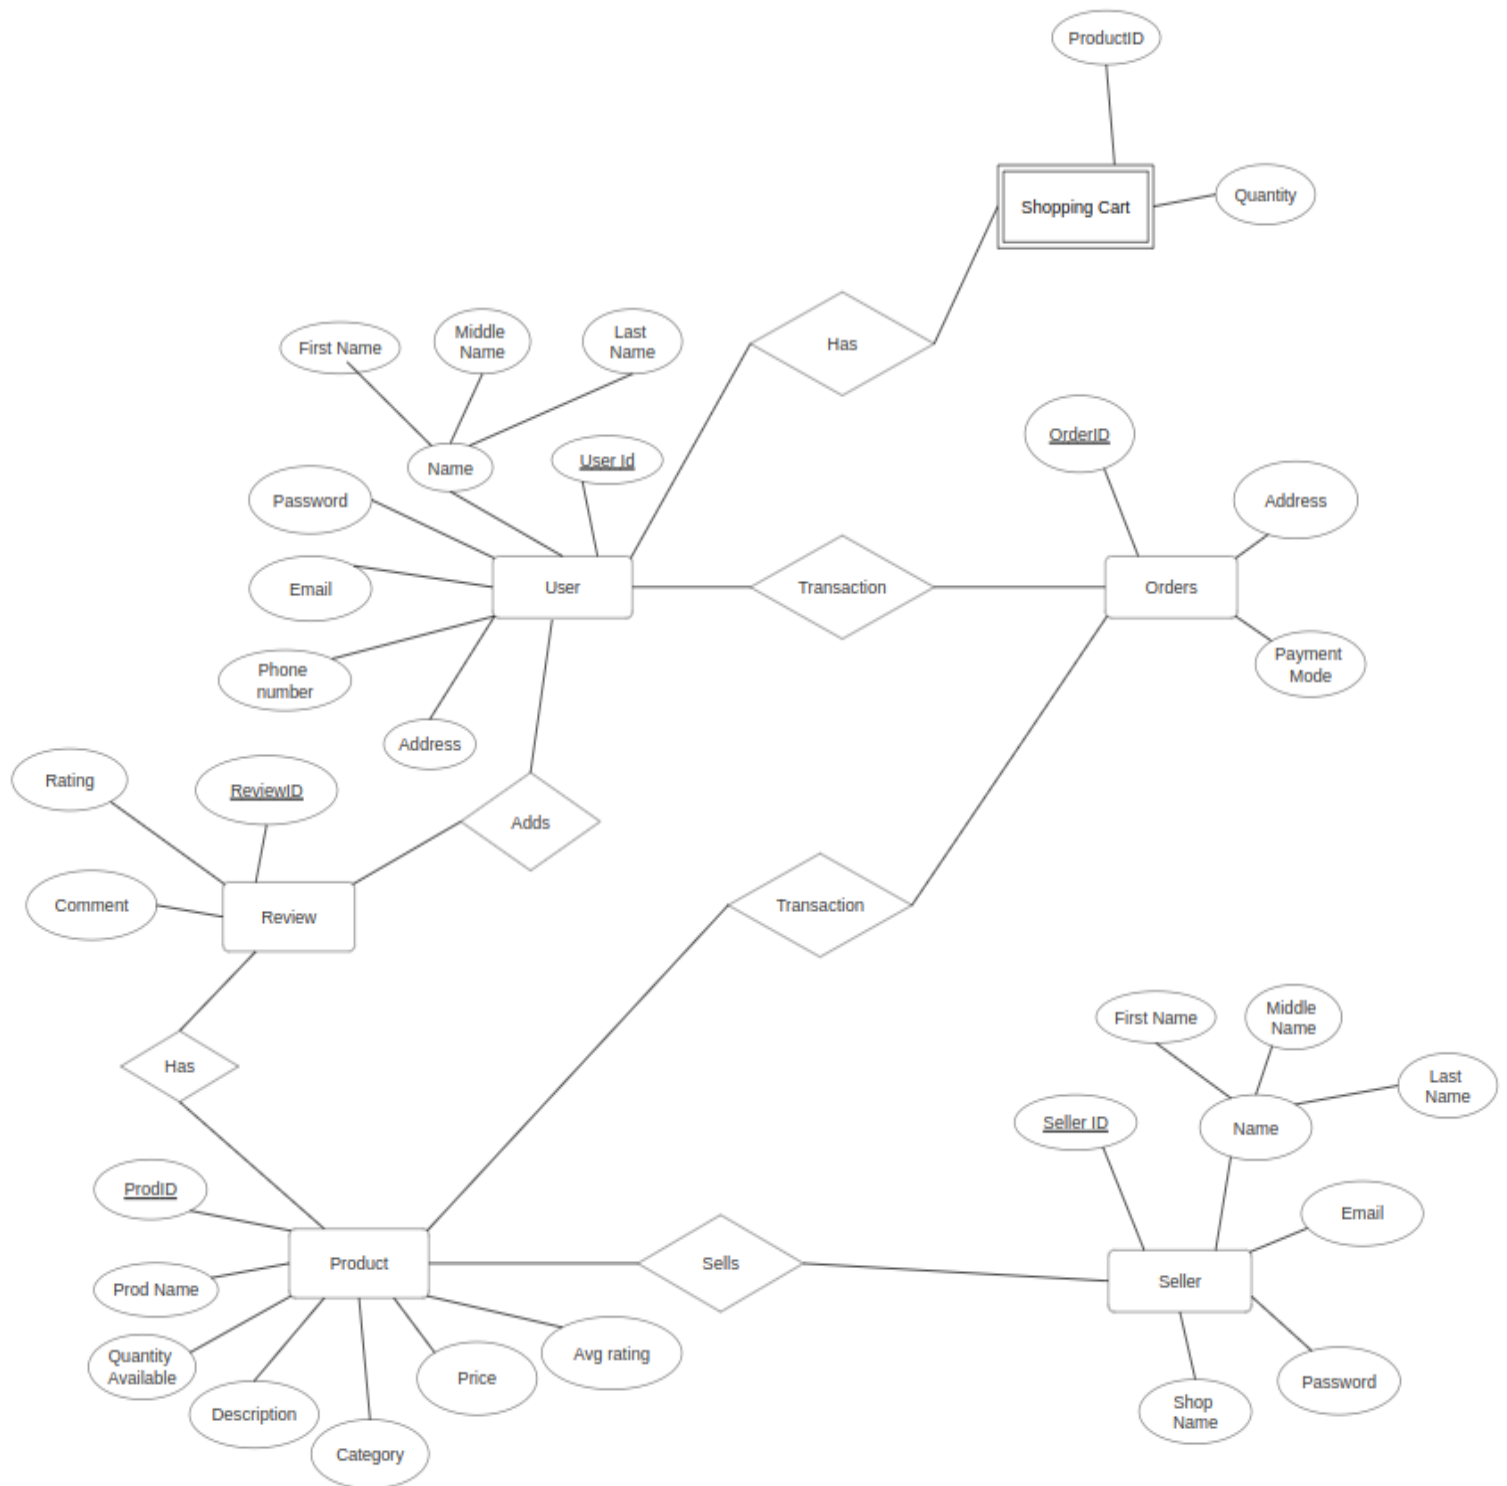 ProductID
Shopping Cart
Quantity
First Name
Middle
Name
Last
Name
Has
OrderID
Name
User Id
Password
Address
Email
User
Transaction
Orders
Phone
number
Payment
Mode
Address
Rating
ReviewID
Adds
Comment
Review
Transaction
First Name
Middle
Name
Has
Last
Name
Seller ID
Name
ProdID
Email
Product
Sells
Seller
Prod Name
Quantity
Available
Avg rating
Price
Password
Description
Shop
Name
Category